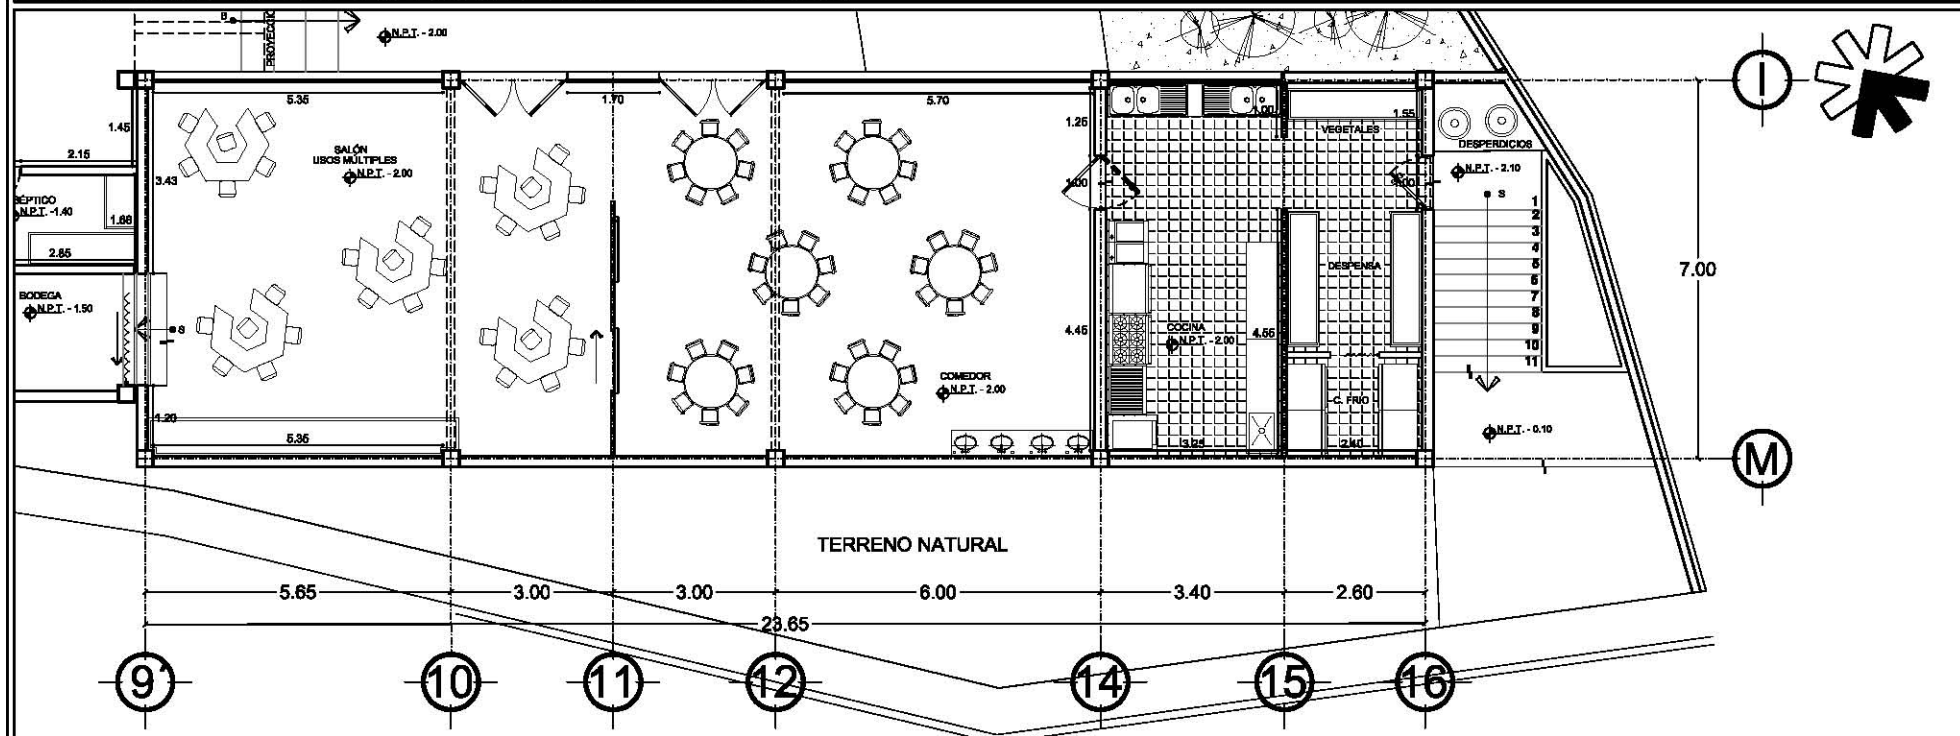 B
PROYECCIO
N.P.T. - 2.00
I
5.35
1.70
5.70
1.00
1.55
1.45
1.25
VEGETALES
DESPERDICIOS
2.15
SALÓN
USOS MÚLTIPLES
N.P.T. - 2.00
3.43
1.00
N.P.T. - 2.10
S
SÉPTICO
N.P.T. -1.40
1.68
2.85
1
2
3
4
5
6
7
8
9
10
11
7.00
DESPENSA
BODEGA
N.P.T. - 1.50
S
4.45
COCINA
N.P.T. - 2.00
4.55
COMEDOR
N.P.T. - 2.00
C. FRIO
1.20
5.35
3.25
2.40
N.P.T. - 0.10
M
TERRENO NATURAL
5.65
3.00
3.00
6.00
3.40
2.60
23.65
9'
10
11
12
14
15
16